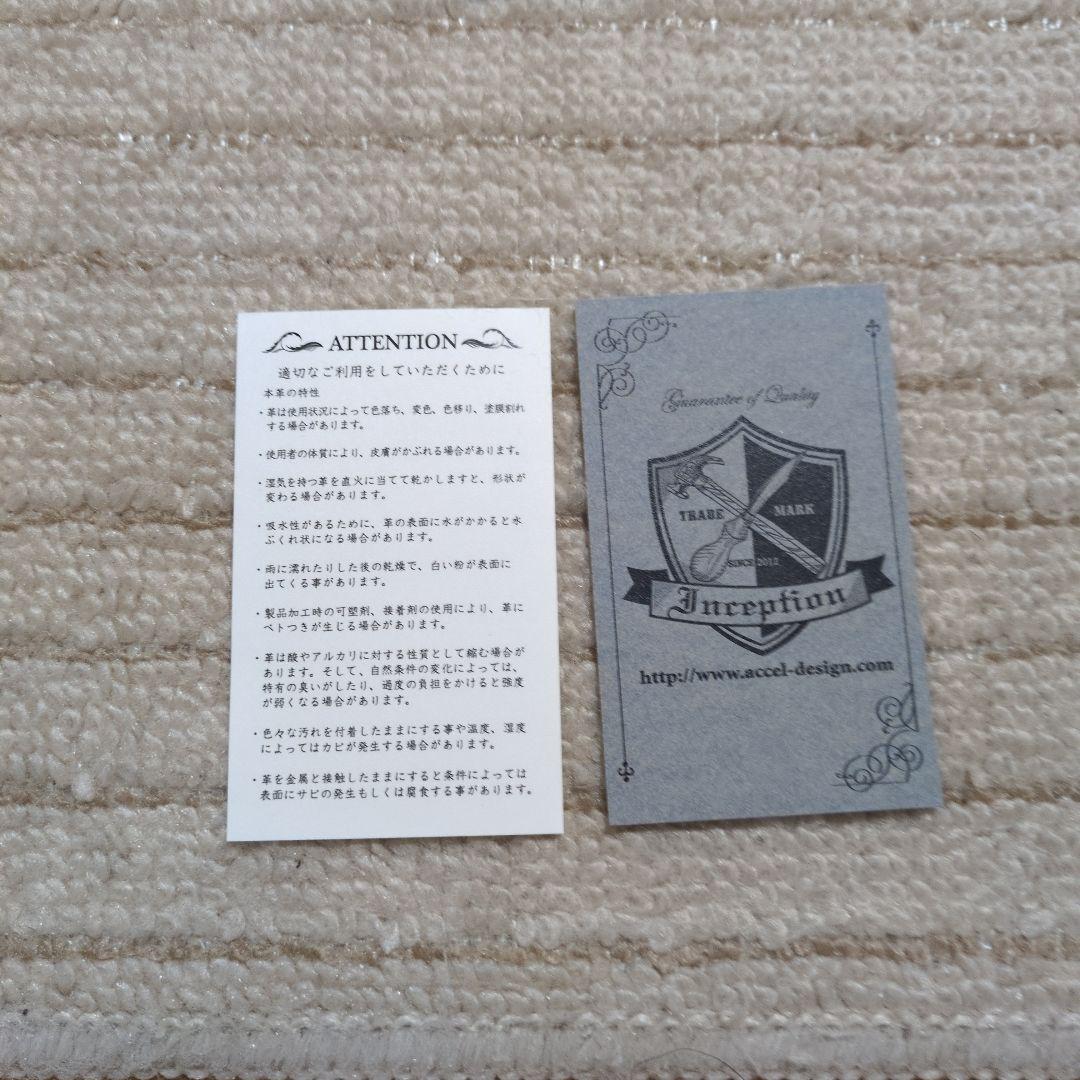 ATTENTION
適切なご利用をしていただくために
本革の特性
・革は使用状況によって色落ち、変色、色移り、塗膜割れ
する場合があります。
・使用者の体質により、皮膚がかぶれる場合があります。
・湿気を持つ革を直火に当てて乾かしますと、形状が
変わる場合があります。
・吸水性があるために、革の表面に水がかかると水
ぶくれ状になる場合があります。
・雨に濡れたりした後の乾燥で、白い粉が表面に
出てくる事があります。
・製品加工時の可塑剤、接着剤の使用により、革に
ベトつきが生じる場合があります。
・革は酸やアルカリに対する性質として縮む場合が
あります。そして、自然条件の変化によっては、
特有の臭いがしたり、過度の負担をかけると強度
が弱くなる場合があります。
・色々な汚れを付着したままにする事や温度、湿度
によってはカビが発生する場合があります。
・革を金属と接触したままにすると条件によっては
表面にサビの発生もしくは腐食する事があります。
Guarantee of Quality
TRADE MARK
SINCE 2012
Inception
http://www.accel-design.com